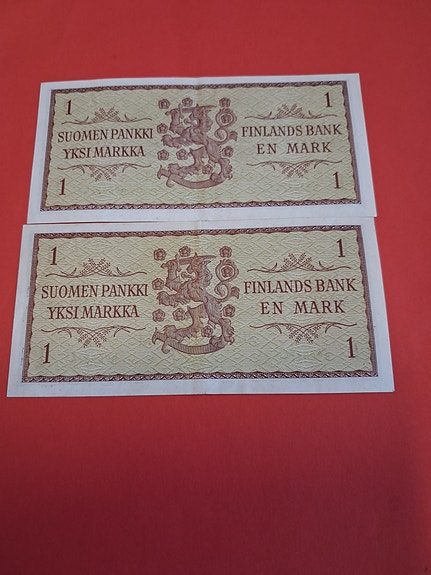 1 1
SUOMEN PANKKI FINLANDS BANK
YKSI MARKKA EN MARK
1 1
1 1
SUOMEN PANKKI FINLANDS BANK
YKSI MARKKA EN MARK
1 1